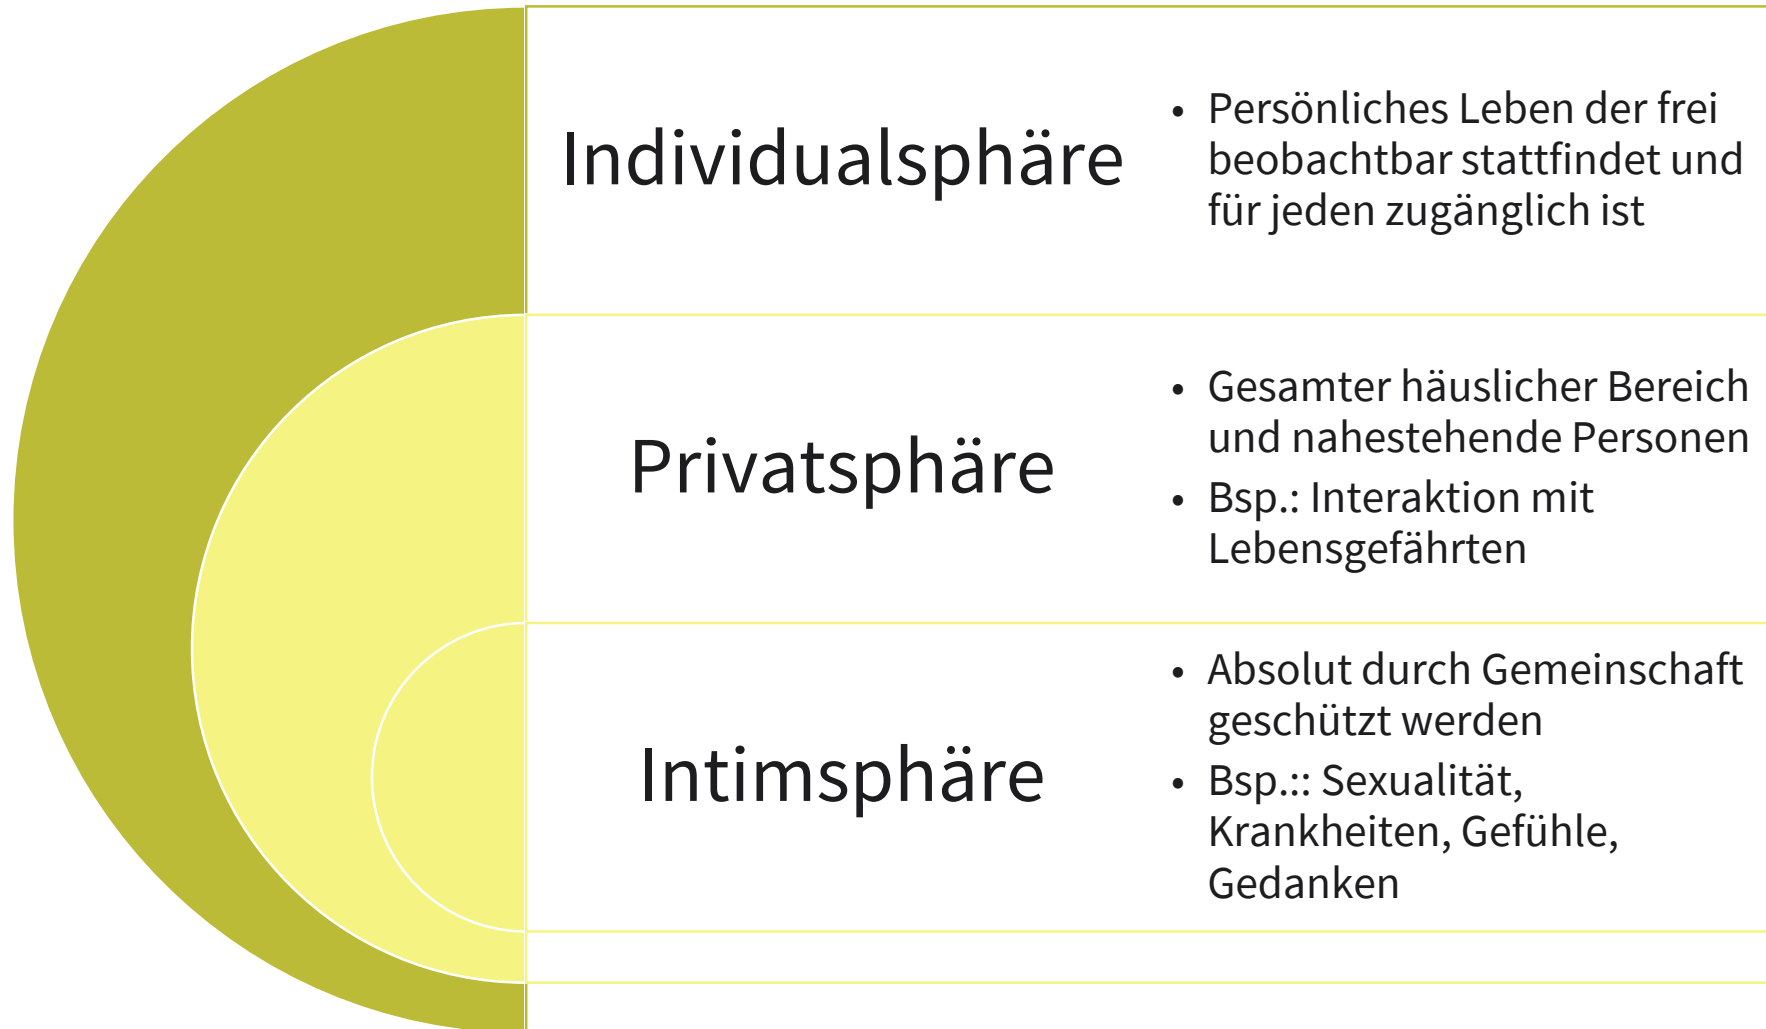 Individualsphäre
• Persönliches Leben der frei
beobachtbar stattfindet und
für jeden zugänglich ist
Privatsphäre
• Gesamter häuslicher Bereich
und nahestehende Personen
• Bsp.: Interaktion mit
Lebensgefährten
Intimsphäre
• Absolut durch Gemeinschaft
geschützt werden
• Bsp.:: Sexualität,
Krankheiten, Gefühle,
Gedanken